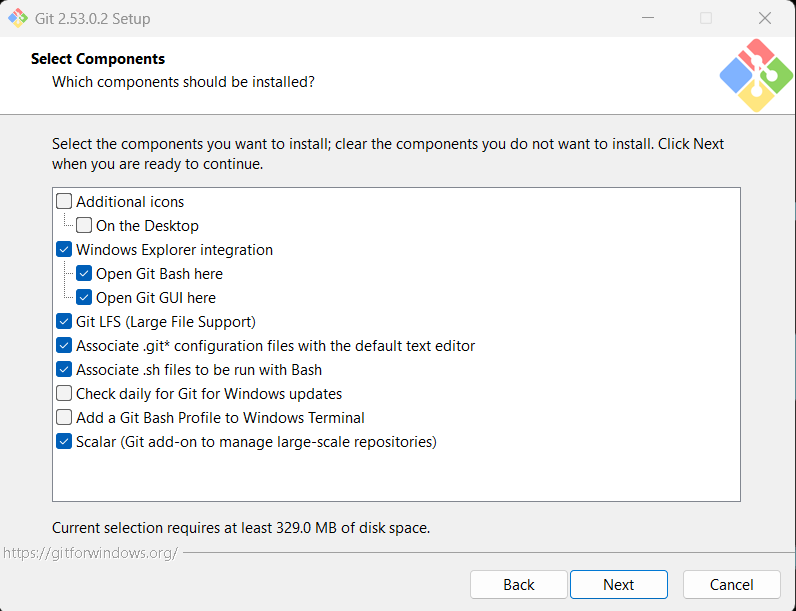 Git 2.53.0.2 Setup
Select Components
Which components should be installed?
Select the components you want to install; clear the components you do not want to install. Click Next
when you are ready to continue.
Additional icons
On the Desktop
Windows Explorer integration
Open Git Bash here
Open Git GUI here
Git LFS (Large File Support)
Associate .git* configuration files with the default text editor
Associate .sh files to be run with Bash
Check daily for Git for Windows updates
Add a Git Bash Profile to Windows Terminal
Scalar (Git add-on to manage large-scale repositories)
Current selection requires at least 329.0 MB of disk space.
https://gitforwindows.org/
Back Next Cancel